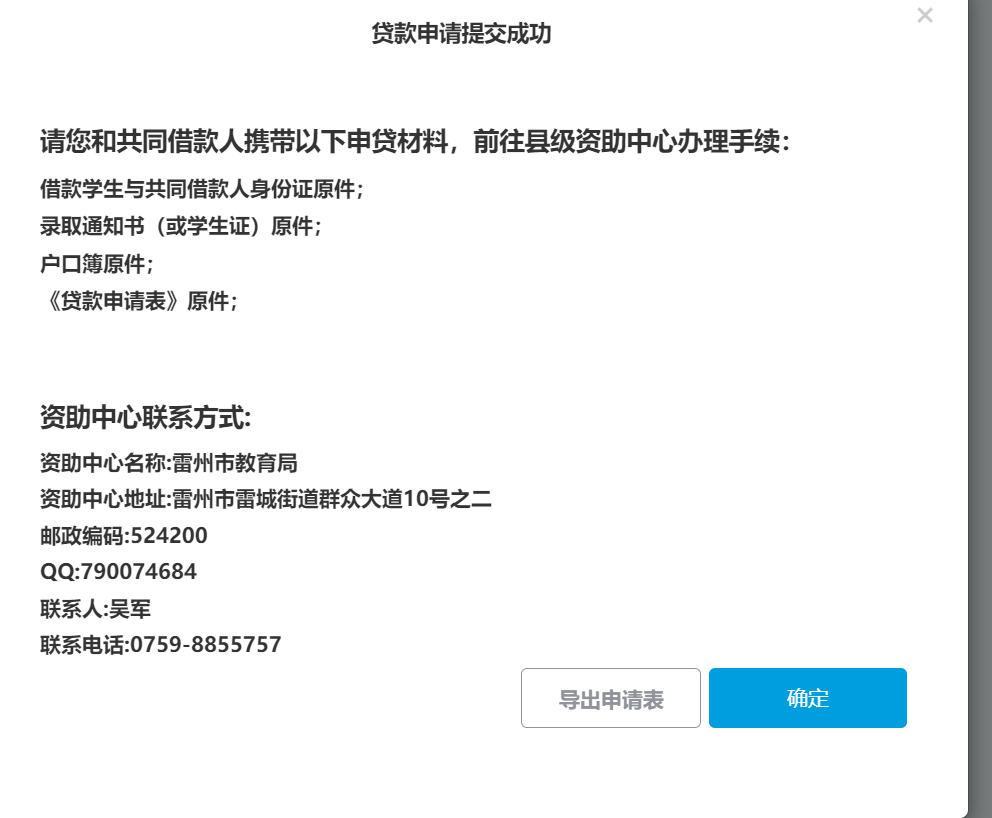 贷款申请提交成功
请您和共同借款人携带以下申贷材料，前往县级资助中心办理手续：
借款学生与共同借款人身份证原件；
录取通知书（或学生证）原件；
户口簿原件；
《贷款申请表》原件；
资助中心联系方式:
资助中心名称:雷州市教育局
资助中心地址:雷州市雷城街道群众大道10号之二
邮政编码:524200
QQ:790074684
联系人:吴军
联系电话:0759-8855757
导出申请表 确定